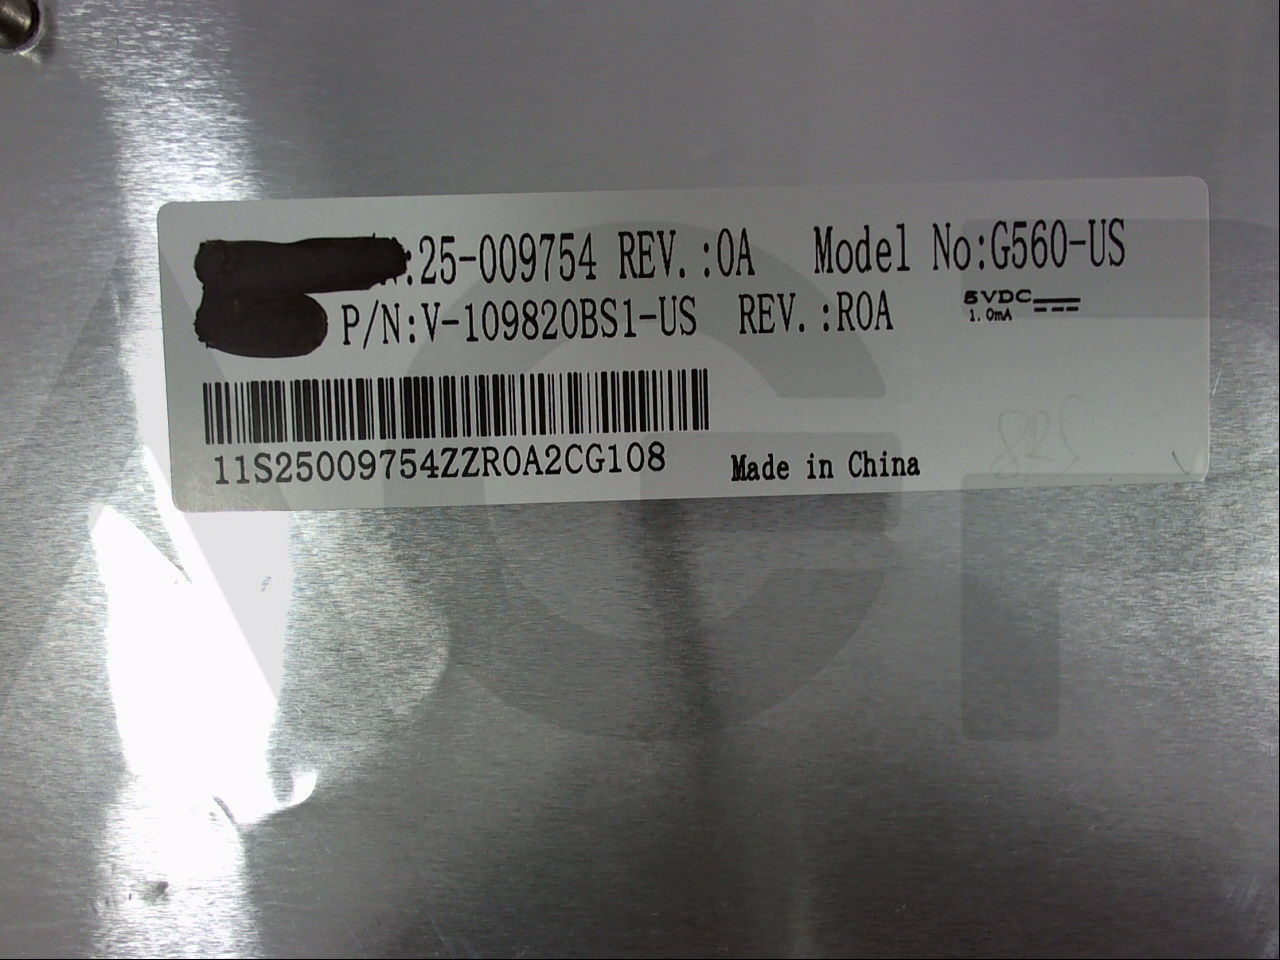 :25-009754 REV.:0A Model No:G560-US
P/N:V-109820BS1-US REV.:R0A
5VDC
1.0mA
11S25009754ZZR0A2CG108
Made in China